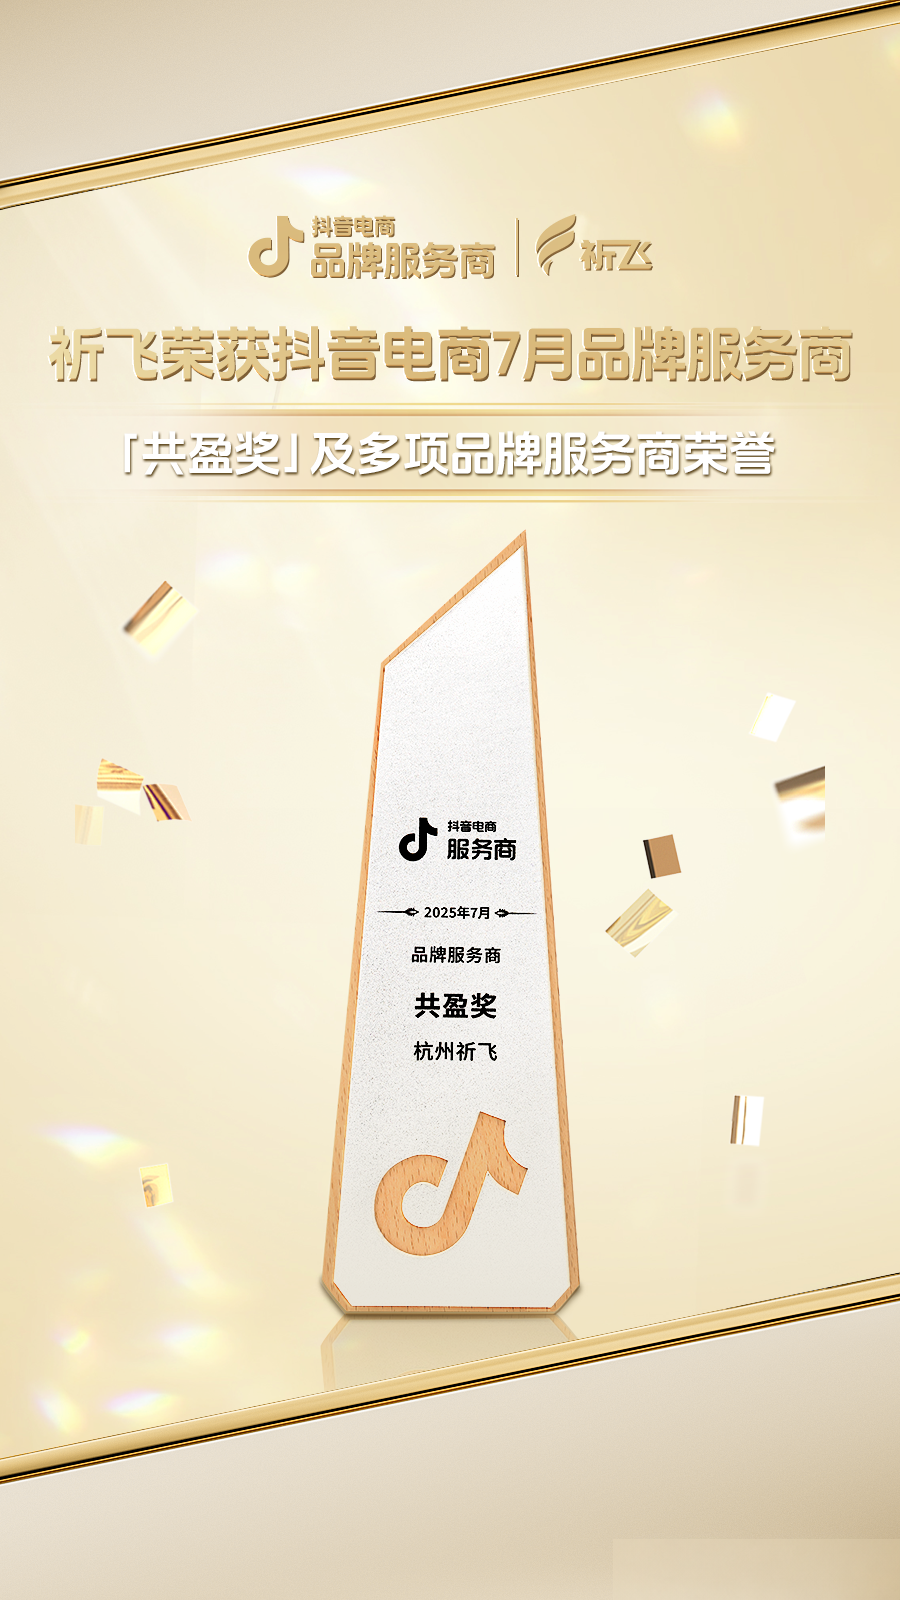 抖音电商
品牌服务商
祈飞
祈飞荣获抖音电商7月品牌服务商
「共盈奖」及多项品牌服务商荣誉
抖音电商
服务商
2025年7月
品牌服务商
共盈奖
杭州祈飞